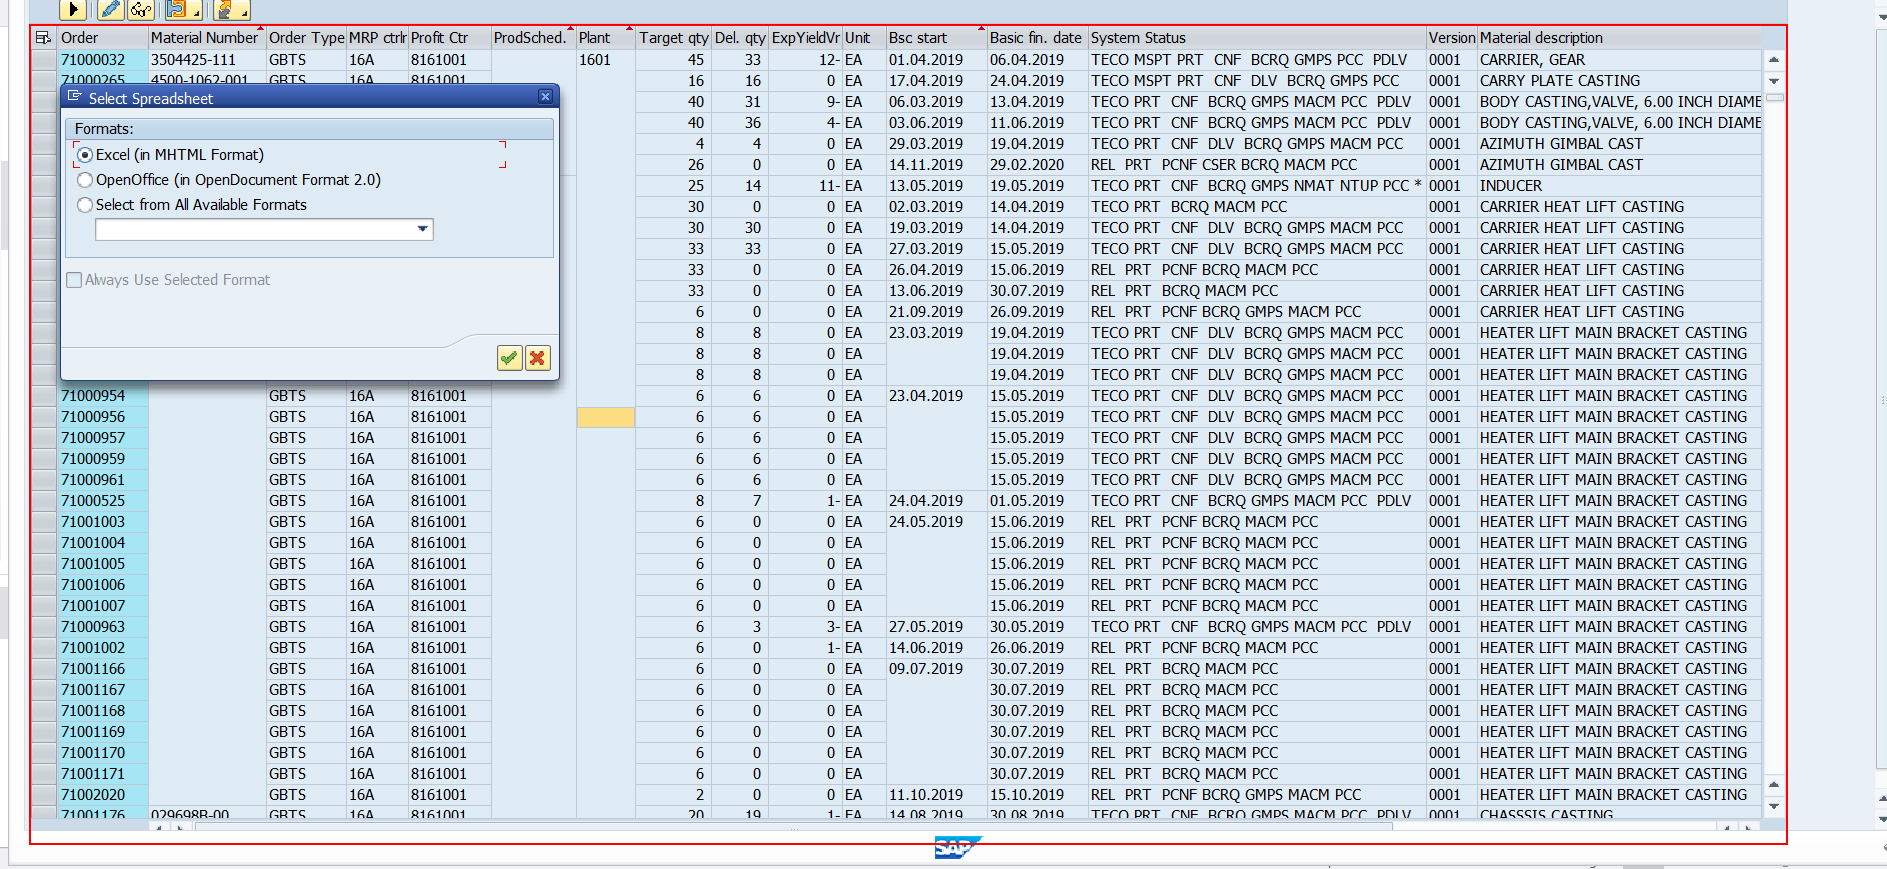 Order Material Number Order Type MRP ctrlr Profit Ctr ProdSched. Plant Target qty Del. qty ExpYieldVr Unit Bsc start Basic fin. date System Status Version Material description
71000032 3504425-111 GBTS 16A 8161001 1601 45 33 12- EA 01.04.2019 06.04.2019 TECO MSPT PRT CNF BCRQ GMPS PCC PDLV 0001 CARRIER, GEAR
71000265 4500-1062-001 GBTS 16A 8161001 16 16 0 EA 17.04.2019 24.04.2019 TECO MSPT PRT CNF DLV BCRQ GMPS PCC 0001 CARRY PLATE CASTING
Select Spreadsheet
Formats:
Excel (in MHTML Format)
OpenOffice (in OpenDocument Format 2.0)
Select from All Available Formats
Always Use Selected Format
40 31 9- EA 06.03.2019 13.04.2019 TECO PRT CNF BCRQ GMPS MACM PCC PDLV 0001 BODY CASTING,VALVE, 6.00 INCH DIAME
40 36 4- EA 03.06.2019 11.06.2019 TECO PRT CNF BCRQ GMPS MACM PCC PDLV 0001 BODY CASTING,VALVE, 6.00 INCH DIAME
4 4 0 EA 29.03.2019 19.04.2019 TECO PRT CNF DLV BCRQ GMPS MACM PCC 0001 AZIMUTH GIMBAL CAST
26 0 0 EA 14.11.2019 29.02.2020 REL PRT PCNF CSER BCRQ MACM PCC 0001 AZIMUTH GIMBAL CAST
25 14 11- EA 13.05.2019 19.05.2019 TECO PRT CNF BCRQ GMPS NMAT NTUP PCC * 0001 INDUCER
30 0 0 EA 02.03.2019 14.04.2019 TECO PRT BCRQ MACM PCC 0001 CARRIER HEAT LIFT CASTING
30 30 0 EA 19.03.2019 14.04.2019 TECO PRT CNF DLV BCRQ GMPS MACM PCC 0001 CARRIER HEAT LIFT CASTING
33 33 0 EA 27.03.2019 15.05.2019 TECO PRT CNF DLV BCRQ GMPS MACM PCC 0001 CARRIER HEAT LIFT CASTING
33 0 0 EA 26.04.2019 15.06.2019 REL PRT PCNF BCRQ MACM PCC 0001 CARRIER HEAT LIFT CASTING
33 0 0 EA 13.06.2019 30.07.2019 REL PRT BCRQ MACM PCC 0001 CARRIER HEAT LIFT CASTING
6 0 0 EA 21.09.2019 26.09.2019 REL PRT PCNF BCRQ GMPS MACM PCC 0001 CARRIER HEAT LIFT CASTING
8 8 0 EA 23.03.2019 19.04.2019 TECO PRT CNF DLV BCRQ GMPS MACM PCC 0001 HEATER LIFT MAIN BRACKET CASTING
8 8 0 EA 19.04.2019 TECO PRT CNF DLV BCRQ GMPS MACM PCC 0001 HEATER LIFT MAIN BRACKET CASTING
8 8 0 EA 19.04.2019 TECO PRT CNF DLV BCRQ GMPS MACM PCC 0001 HEATER LIFT MAIN BRACKET CASTING
71000954 GBTS 16A 8161001 6 6 0 EA 23.04.2019 15.05.2019 TECO PRT CNF DLV BCRQ GMPS MACM PCC 0001 HEATER LIFT MAIN BRACKET CASTING
71000956 GBTS 16A 8161001 6 6 0 EA 15.05.2019 TECO PRT CNF DLV BCRQ GMPS MACM PCC 0001 HEATER LIFT MAIN BRACKET CASTING
71000957 GBTS 16A 8161001 6 6 0 EA 15.05.2019 TECO PRT CNF DLV BCRQ GMPS MACM PCC 0001 HEATER LIFT MAIN BRACKET CASTING
71000959 GBTS 16A 8161001 6 6 0 EA 15.05.2019 TECO PRT CNF DLV BCRQ GMPS MACM PCC 0001 HEATER LIFT MAIN BRACKET CASTING
71000961 GBTS 16A 8161001 6 6 0 EA 15.05.2019 TECO PRT CNF DLV BCRQ GMPS MACM PCC 0001 HEATER LIFT MAIN BRACKET CASTING
71000525 GBTS 16A 8161001 8 7 1- EA 24.04.2019 01.05.2019 TECO PRT CNF BCRQ GMPS MACM PCC PDLV 0001 HEATER LIFT MAIN BRACKET CASTING
71001003 GBTS 16A 8161001 6 0 0 EA 24.05.2019 15.06.2019 REL PRT PCNF BCRQ MACM PCC 0001 HEATER LIFT MAIN BRACKET CASTING
71001004 GBTS 16A 8161001 6 0 0 EA 15.06.2019 REL PRT PCNF BCRQ MACM PCC 0001 HEATER LIFT MAIN BRACKET CASTING
71001005 GBTS 16A 8161001 6 0 0 EA 15.06.2019 REL PRT PCNF BCRQ MACM PCC 0001 HEATER LIFT MAIN BRACKET CASTING
71001006 GBTS 16A 8161001 6 0 0 EA 15.06.2019 REL PRT PCNF BCRQ MACM PCC 0001 HEATER LIFT MAIN BRACKET CASTING
71001007 GBTS 16A 8161001 6 0 0 EA 15.06.2019 REL PRT PCNF BCRQ MACM PCC 0001 HEATER LIFT MAIN BRACKET CASTING
71000963 GBTS 16A 8161001 6 3 3- EA 27.05.2019 30.05.2019 TECO PRT CNF BCRQ GMPS MACM PCC PDLV 0001 HEATER LIFT MAIN BRACKET CASTING
71001002 GBTS 16A 8161001 6 0 1- EA 14.06.2019 26.06.2019 REL PRT PCNF BCRQ MACM PCC 0001 HEATER LIFT MAIN BRACKET CASTING
71001166 GBTS 16A 8161001 6 0 0 EA 09.07.2019 30.07.2019 REL PRT BCRQ MACM PCC 0001 HEATER LIFT MAIN BRACKET CASTING
71001167 GBTS 16A 8161001 6 0 0 EA 30.07.2019 REL PRT BCRQ MACM PCC 0001 HEATER LIFT MAIN BRACKET CASTING
71001168 GBTS 16A 8161001 6 0 0 EA 30.07.2019 REL PRT BCRQ MACM PCC 0001 HEATER LIFT MAIN BRACKET CASTING
71001169 GBTS 16A 8161001 6 0 0 EA 30.07.2019 REL PRT BCRQ MACM PCC 0001 HEATER LIFT MAIN BRACKET CASTING
71001170 GBTS 16A 8161001 6 0 0 EA 30.07.2019 REL PRT BCRQ MACM PCC 0001 HEATER LIFT MAIN BRACKET CASTING
71001171 GBTS 16A 8161001 6 0 0 EA 30.07.2019 REL PRT BCRQ MACM PCC 0001 HEATER LIFT MAIN BRACKET CASTING
71002020 GBTS 16A 8161001 2 0 0 EA 11.10.2019 15.10.2019 REL PRT PCNF BCRQ GMPS MACM PCC 0001 HEATER LIFT MAIN BRACKET CASTING
71001176 029698B-00 GBTS 16A 8161001 20 19 1- EA 14.08.2019 30.08.2019 TECO PRT CNF BCRQ GMPS MACM PCC PDLV 0001 CHASSSIS CASTING
SAP